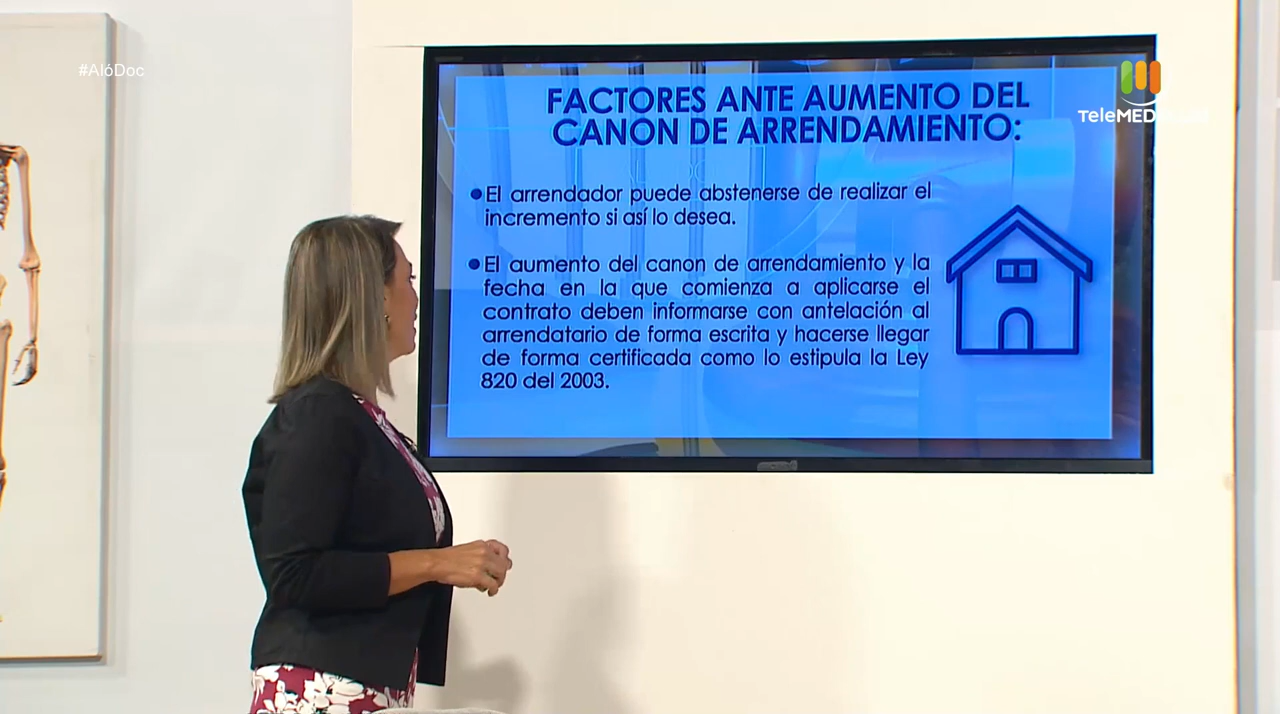 #AlóDoc
TeleMED
FACTORES ANTE AUMENTO DEL
CANON DE ARRENDAMIENTO:
●El arrendador puede abstenerse de realizar el
incremento si así lo desea.
●El aumento del canon de arrendamiento y la
fecha en la que comienza a aplicarse el
contrato deben informarse con antelación al
arrendatario de forma escrita y hacerse llegar
de forma certificada como lo estipula la Ley
820 del 2003.